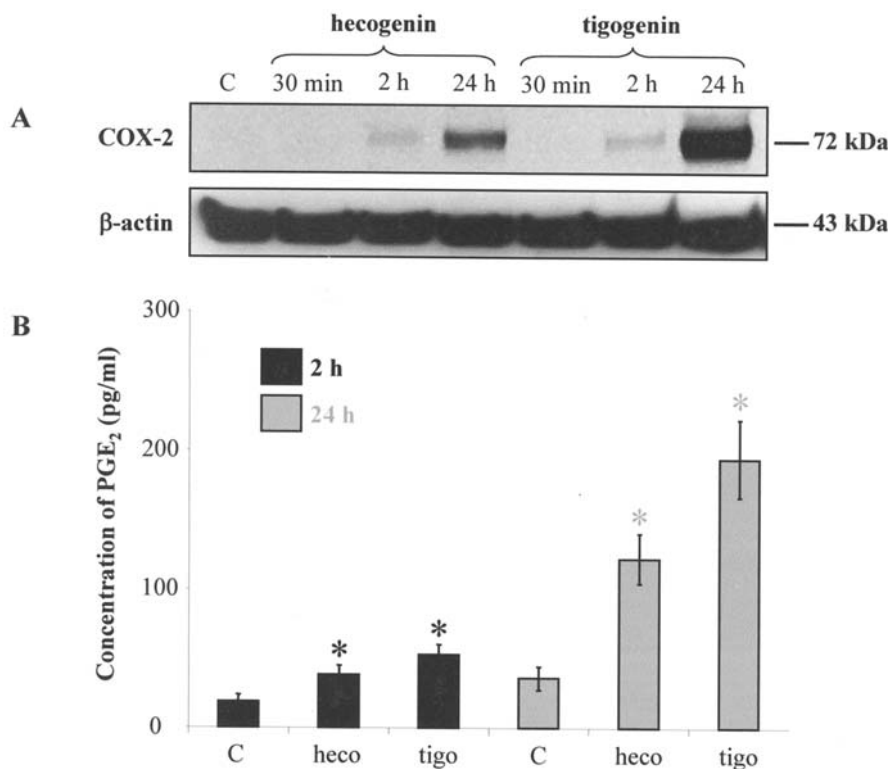 hecogenin tigogenin
C 30 min 2 h 24 h 30 min 2 h 24 h
A
COX-2 72 kDa
β-actin 43 kDa
B
300
200
100
0
Concentration of PGE₂ (pg/ml)
2 h
24 h
* * * *
C heco tigo C heco tigo